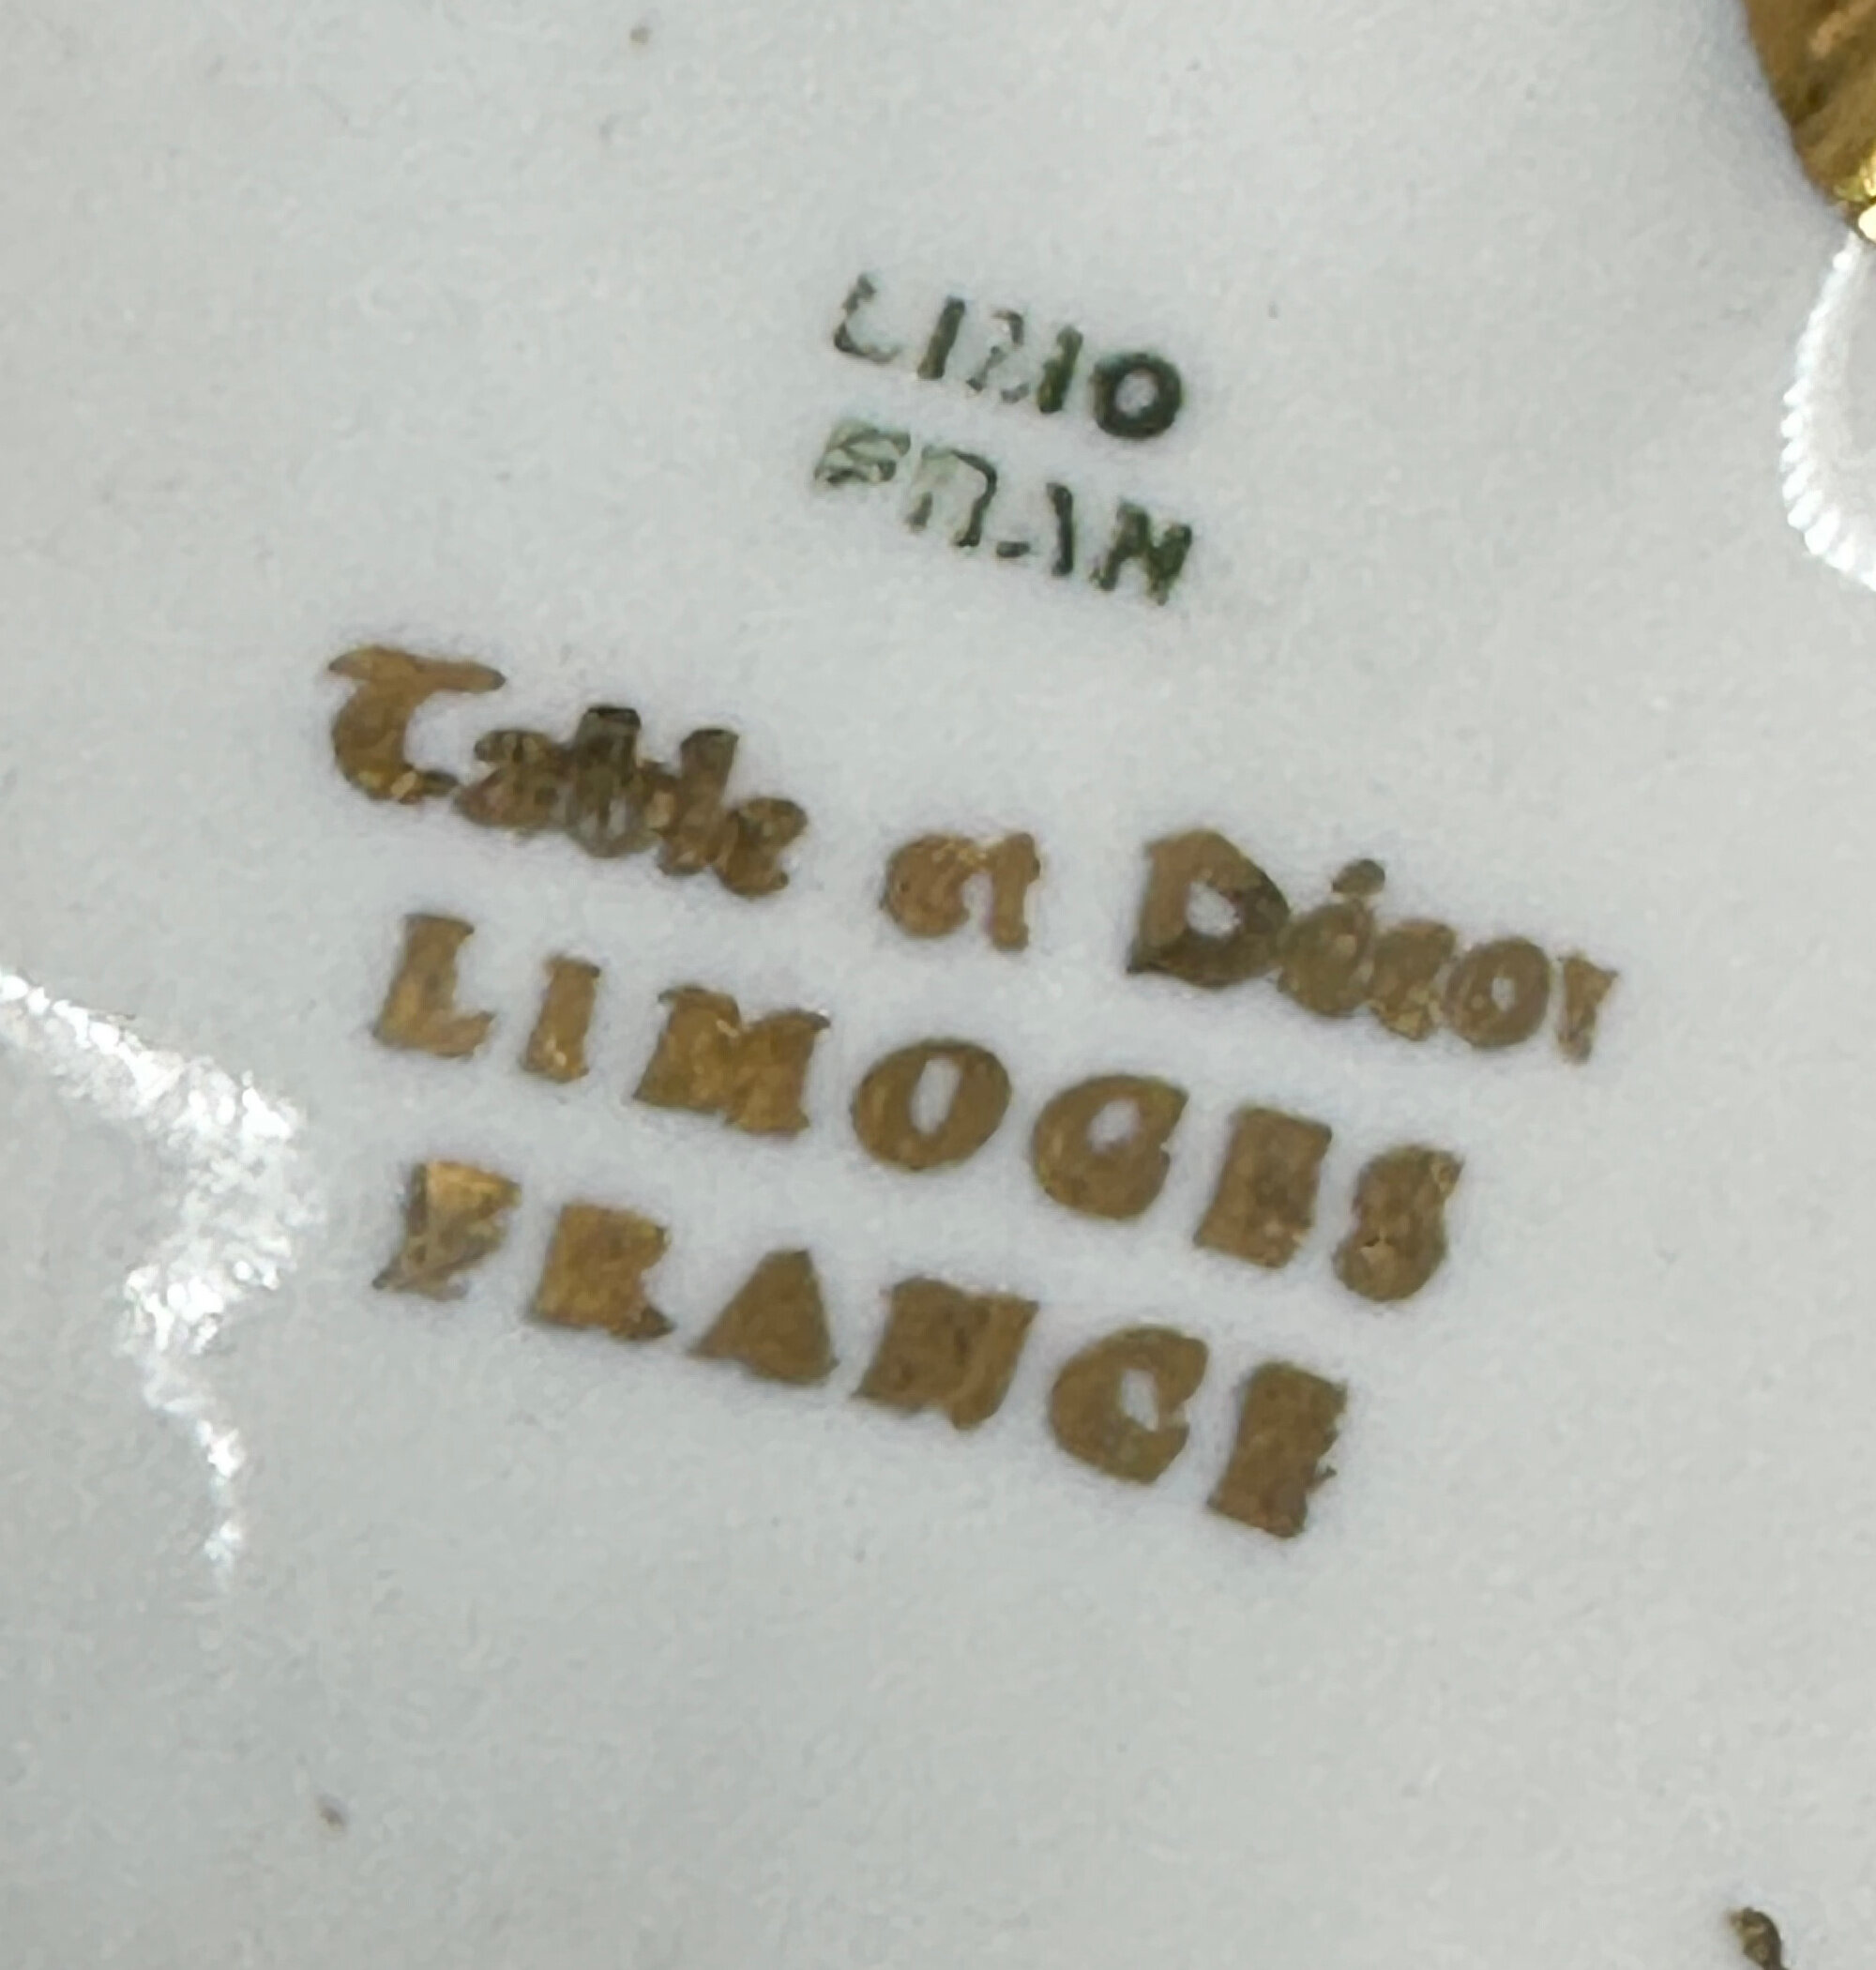 LIMO
FRAN
Table et Décor
LIMOGES
FRANCE